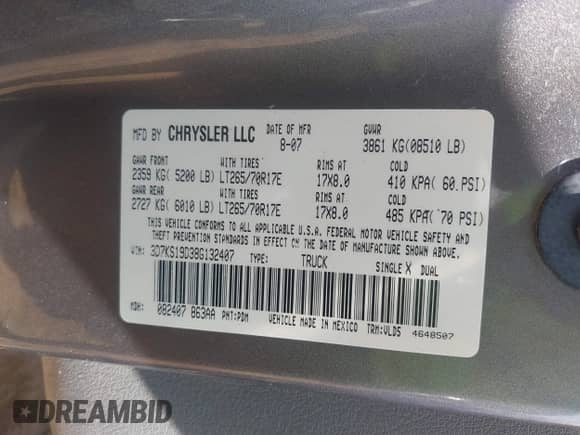 MFD BY CHRYSLER LLC DATE OF MFR 8-07 GVWR 3861 KG(08510 LB)
GAWR FRONT WITH TIRES RIMS AT COLD
2359 KG( 5200 LB) LT265/70R17E 17X8.0 410 KPA( 60 PSI)
GAWR REAR WITH TIRES RIMS AT COLD
2727 KG( 6010 LB) LT265/70R17E 17X8.0 485 KPA( 70 PSI)
THIS VEHICLE CONFORMS TO ALL APPLICABLE U.S.A. FEDERAL MOTOR VEHICLE SAFETY AND
THEFT PREVENTION STANDARDS IN EFFECT ON THE DATE OF MANUFACTURE SHOWN ABOVE.
VIN: 3D7KS19D38G132407 TYPE: TRUCK SINGLE X DUAL
MDH: 082407 863AA PNT:PDM VEHICLE MADE IN MEXICO TRM:VLD5 4648507
DREAMBID